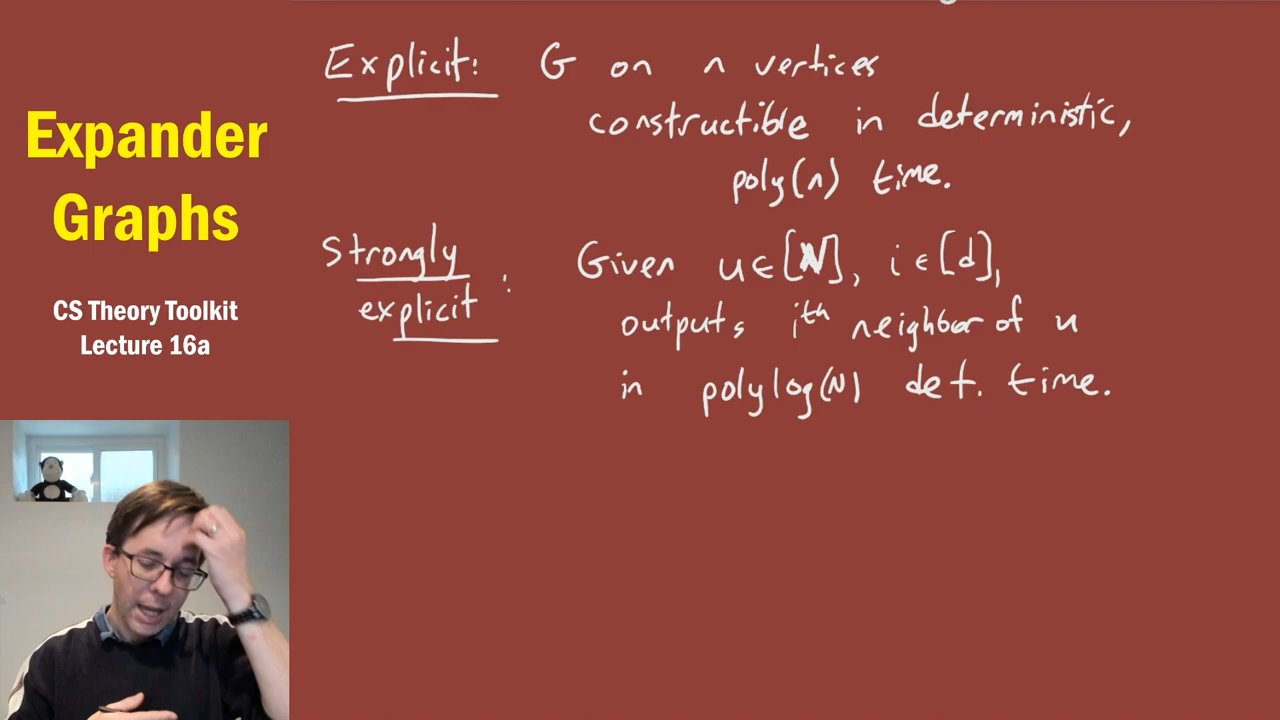 Expander
Graphs
CS Theory Toolkit
Lecture 16a
Explicit: G on n vertices
constructible in deterministic,
poly(n) time.
Strongly
explicit : Given u∈[N], i∈[d],
outputs ith neighbor of u
in polylog(N) det. time.